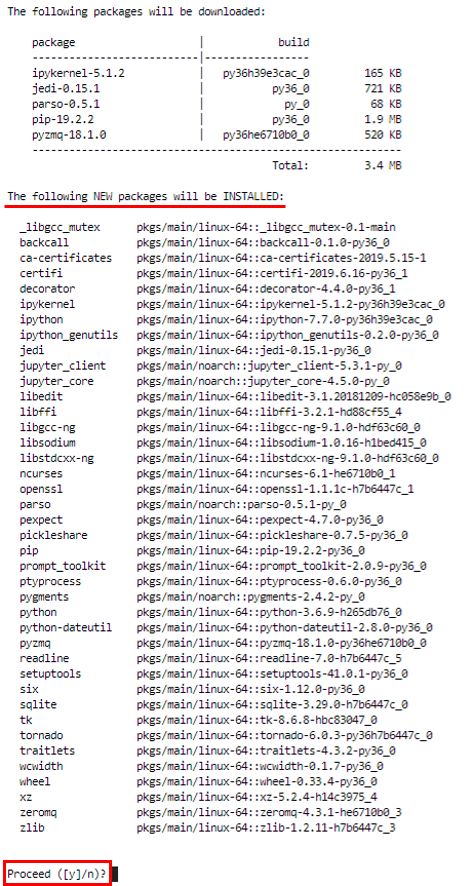 The following packages will be downloaded:
package | build
---------------------------|-----------------
ipykernel-5.1.2 | py36h39e3cac_0 165 KB
jedi-0.15.1 | py36_0 721 KB
parso-0.5.1 | py_0 68 KB
pip-19.2.2 | py36_0 1.9 MB
pyzmq-18.1.0 | py36he6710b0_0 520 KB
------------------------------------------------------------
Total: 3.4 MB
The following NEW packages will be INSTALLED:
_libgcc_mutex pkgs/main/linux-64::_libgcc_mutex-0.1-main
backcall pkgs/main/linux-64::backcall-0.1.0-py36_0
ca-certificates pkgs/main/linux-64::ca-certificates-2019.5.15-1
certifi pkgs/main/linux-64::certifi-2019.6.16-py36_1
decorator pkgs/main/linux-64::decorator-4.4.0-py36_1
ipykernel pkgs/main/linux-64::ipykernel-5.1.2-py36h39e3cac_0
ipython pkgs/main/linux-64::ipython-7.7.0-py36h39e3cac_0
ipython_genutils pkgs/main/linux-64::ipython_genutils-0.2.0-py36_0
jedi pkgs/main/linux-64::jedi-0.15.1-py36_0
jupyter_client pkgs/main/noarch::jupyter_client-5.3.1-py_0
jupyter_core pkgs/main/noarch::jupyter_core-4.5.0-py_0
libedit pkgs/main/linux-64::libedit-3.1.20181209-hc058e9b_0
libffi pkgs/main/linux-64::libffi-3.2.1-hd88cf55_4
libgcc-ng pkgs/main/linux-64::libgcc-ng-9.1.0-hdf63c60_0
libsodium pkgs/main/linux-64::libsodium-1.0.16-h1bed415_0
libstdcxx-ng pkgs/main/linux-64::libstdcxx-ng-9.1.0-hdf63c60_0
ncurses pkgs/main/linux-64::ncurses-6.1-he6710b0_1
openssl pkgs/main/linux-64::openssl-1.1.1c-h7b6447c_1
parso pkgs/main/noarch::parso-0.5.1-py_0
pexpect pkgs/main/linux-64::pexpect-4.7.0-py36_0
pickleshare pkgs/main/linux-64::pickleshare-0.7.5-py36_0
pip pkgs/main/linux-64::pip-19.2.2-py36_0
prompt_toolkit pkgs/main/linux-64::prompt_toolkit-2.0.9-py36_0
ptyprocess pkgs/main/linux-64::ptyprocess-0.6.0-py36_0
pygments pkgs/main/noarch::pygments-2.4.2-py_0
python pkgs/main/linux-64::python-3.6.9-h265db76_0
python-dateutil pkgs/main/linux-64::python-dateutil-2.8.0-py36_0
pyzmq pkgs/main/linux-64::pyzmq-18.1.0-py36he6710b0_0
readline pkgs/main/linux-64::readline-7.0-h7b6447c_5
setuptools pkgs/main/linux-64::setuptools-41.0.1-py36_0
six pkgs/main/linux-64::six-1.12.0-py36_0
sqlite pkgs/main/linux-64::sqlite-3.29.0-h7b6447c_0
tk pkgs/main/linux-64::tk-8.6.8-hbc83047_0
tornado pkgs/main/linux-64::tornado-6.0.3-py36h7b6447c_0
traitlets pkgs/main/linux-64::traitlets-4.3.2-py36_0
wcwidth pkgs/main/linux-64::wcwidth-0.1.7-py36_0
wheel pkgs/main/linux-64::wheel-0.33.4-py36_0
xz pkgs/main/linux-64::xz-5.2.4-h14c3975_4
zeromq pkgs/main/linux-64::zeromq-4.3.1-he6710b0_3
zlib pkgs/main/linux-64::zlib-1.2.11-h7b6447c_3
Proceed ([y]/n)?